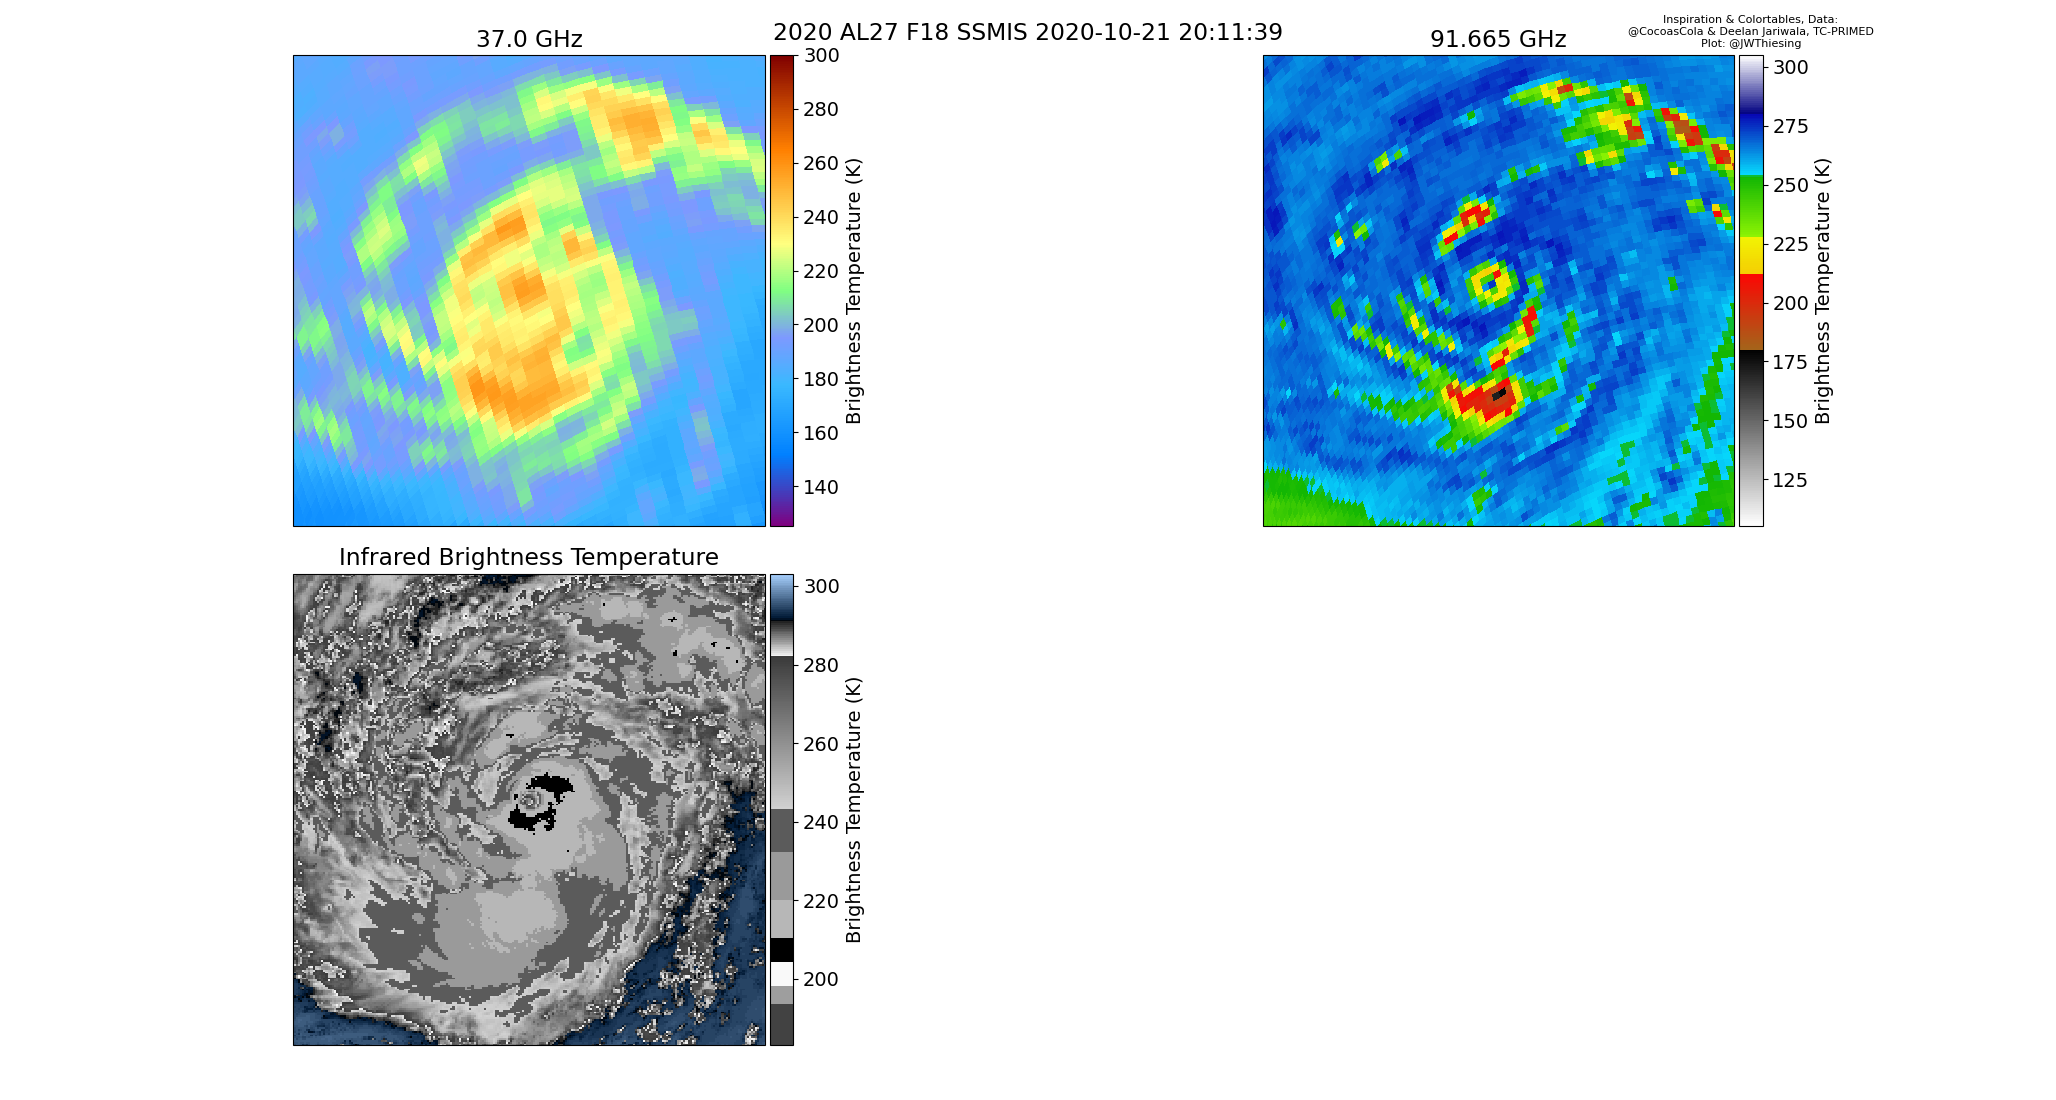 2020 AL27 F18 SSMIS 2020-10-21 20:11:39
Inspiration & Colortables, Data:
@CocoasCola & Deelan Jariwala, TC-PRIMED
Plot: @JWThiesing
37.0 GHz
300
280
260
240
220
200
180
160
140
Brightness Temperature (K)
91.665 GHz
300
275
250
225
200
175
150
125
Brightness Temperature (K)
Infrared Brightness Temperature
300
280
260
240
220
200
Brightness Temperature (K)